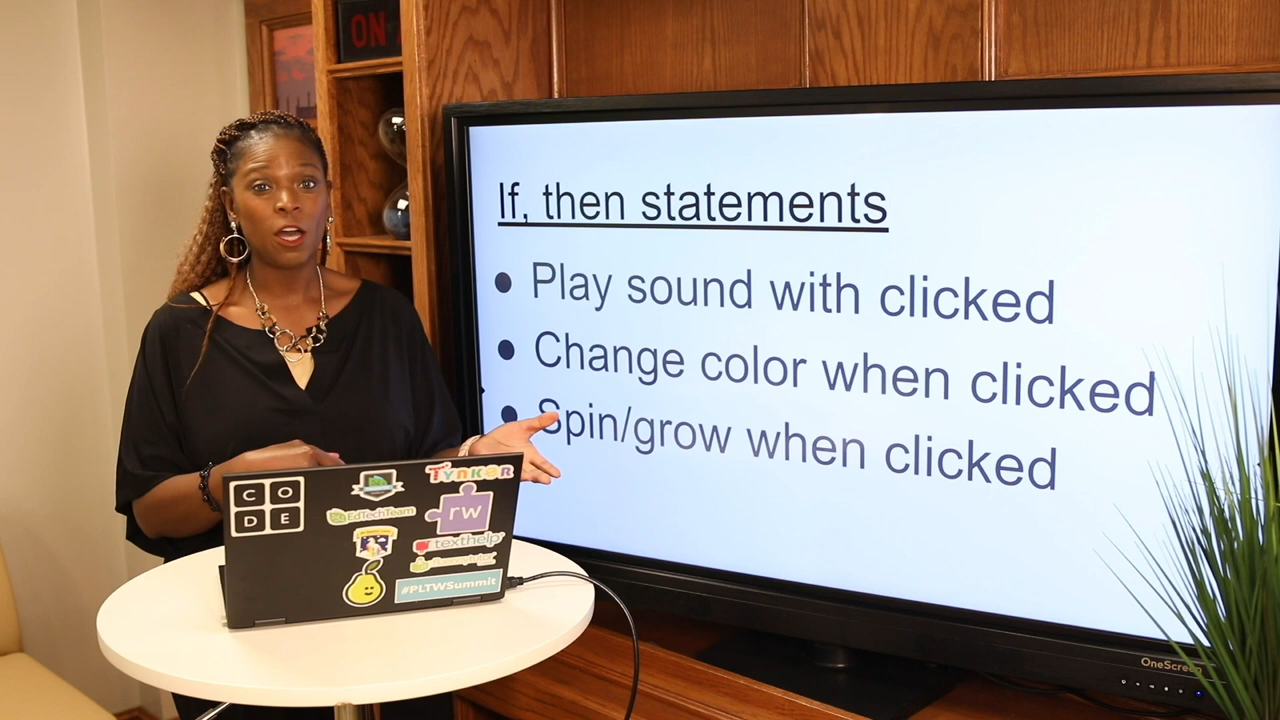 ON
If, then statements
Play sound with clicked
Change color when clicked
Spin/grow when clicked
CODE
TYNKER
EdTechTeam
rw
texthelp
#PLTWSummit
OneScreen